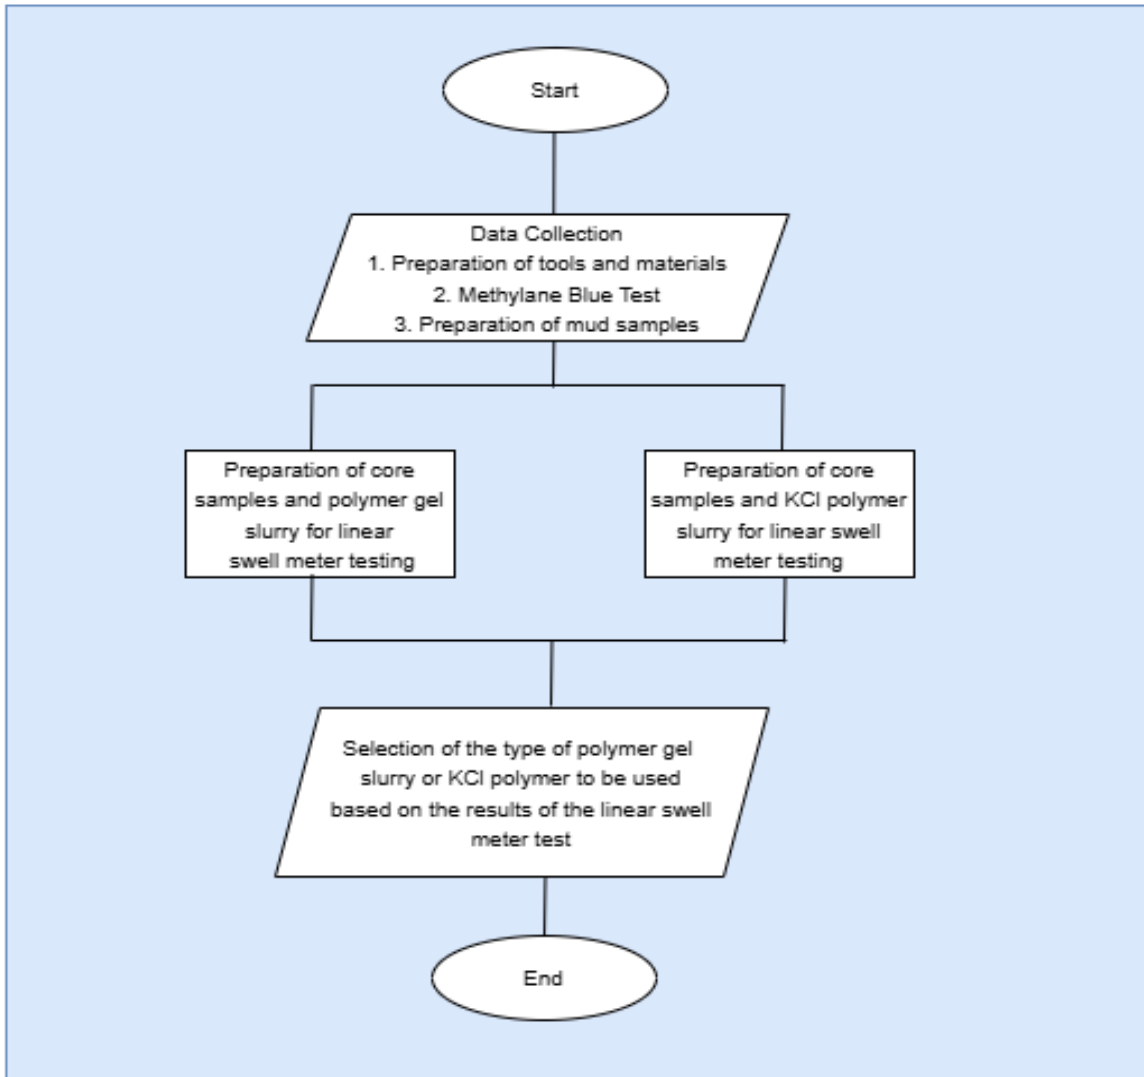 Start
Data Collection
1. Preparation of tools and materials
2. Methylane Blue Test
3. Preparation of mud samples
Preparation of core
samples and polymer gel
slurry for linear
swell meter testing
Preparation of core
samples and KCl polymer
slurry for linear swell
meter testing
Selection of the type of polymer gel
slurry or KCl polymer to be used
based on the results of the linear swell
meter test
End